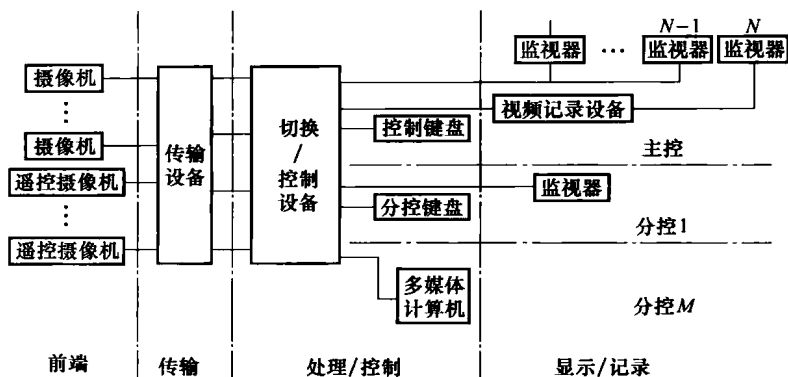 N-1 N
监视器 … 监视器 监视器
摄像机
视频记录设备
控制键盘
切换
/
控制
设备
传输
设备
摄像机
主控
遥控摄像机
监视器
分控键盘
分控1
遥控摄像机
多媒体
计算机
分控M
前端 传输 处理/控制 显示/记录